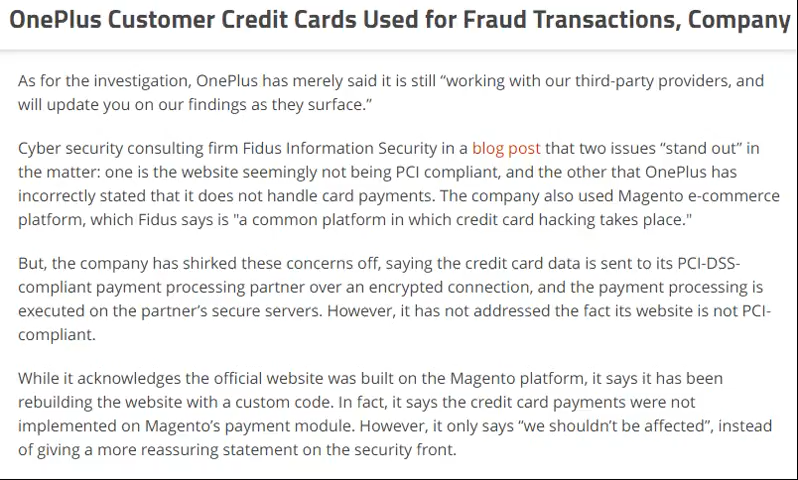 OnePlus Customer Credit Cards Used for Fraud Transactions, Company
As for the investigation, OnePlus has merely said it is still “working with our third-party providers, and
will update you on our findings as they surface.”
Cyber security consulting firm Fidus Information Security in a blog post that two issues “stand out” in
the matter: one is the website seemingly not being PCI compliant, and the other that OnePlus has
incorrectly stated that it does not handle card payments. The company also used Magento e-commerce
platform, which Fidus says is "a common platform in which credit card hacking takes place."
But, the company has shirked these concerns off, saying the credit card data is sent to its PCI-DSS-
compliant payment processing partner over an encrypted connection, and the payment processing is
executed on the partner’s secure servers. However, it has not addressed the fact its website is not PCI-
compliant.
While it acknowledges the official website was built on the Magento platform, it says it has been
rebuilding the website with a custom code. In fact, it says the credit card payments were not
implemented on Magento’s payment module. However, it only says “we shouldn’t be affected”, instead
of giving a more reassuring statement on the security front.